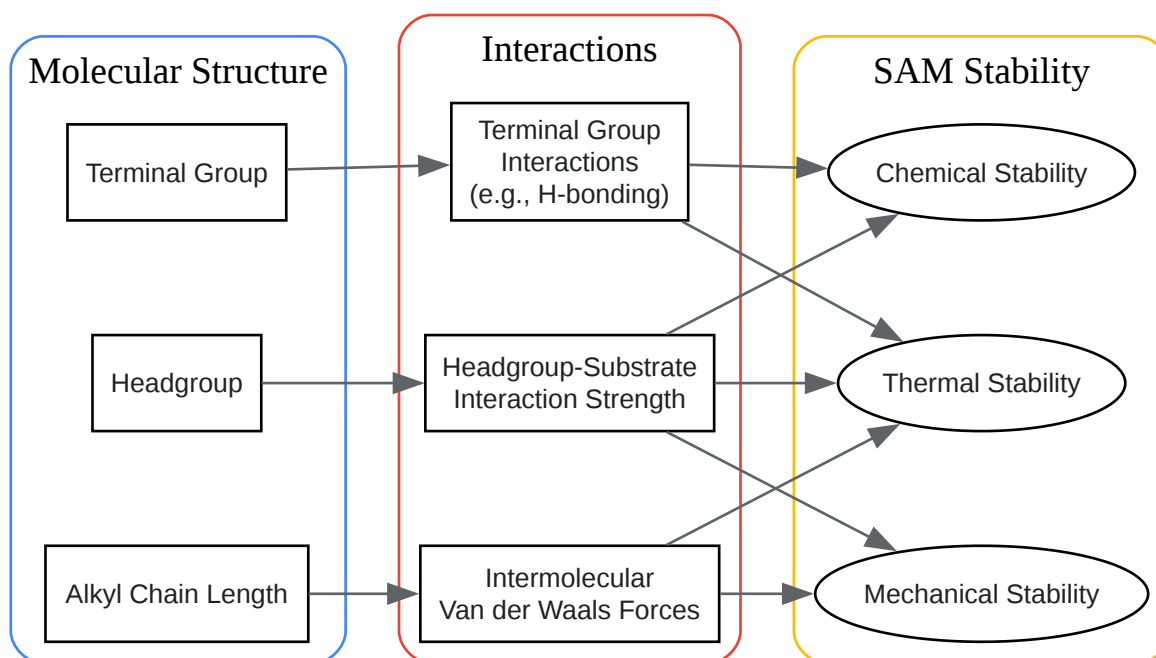 Molecular Structure
Interactions
SAM Stability
Terminal Group
Terminal Group
Interactions
(e.g., H-bonding)
Chemical Stability
Headgroup
Headgroup-Substrate
Interaction Strength
Thermal Stability
Alkyl Chain Length
Intermolecular
Van der Waals Forces
Mechanical Stability